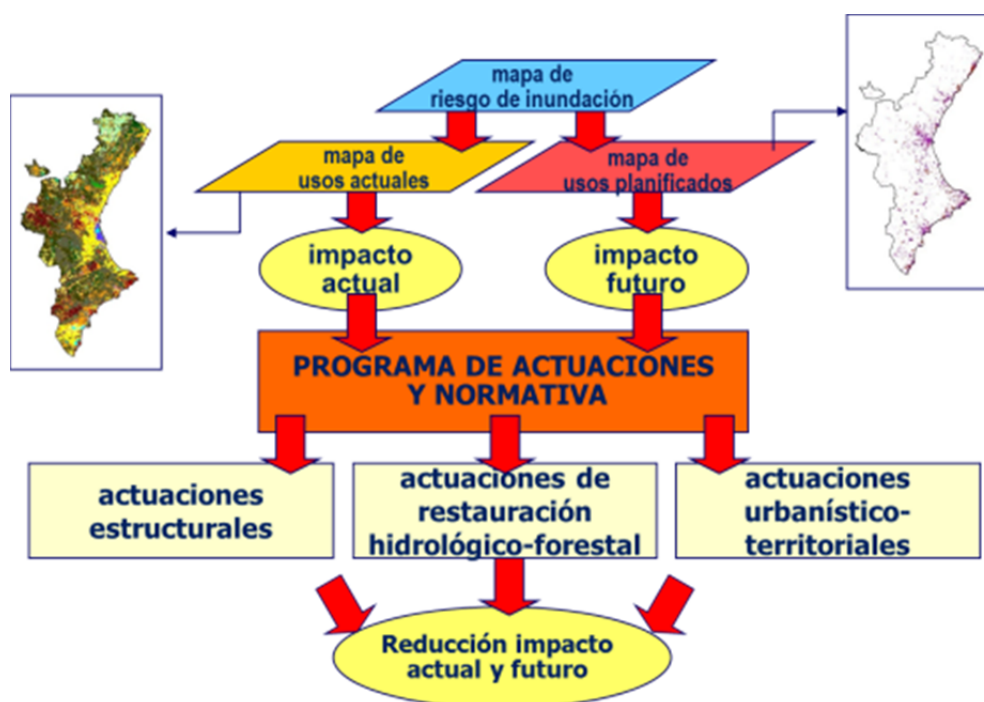 mapa de
riesgo de inundación
mapa de
usos actuales
mapa de
usos planificados
impacto
actual
impacto
futuro
PROGRAMA DE ACTUACIONES
Y NORMATIVA
actuaciones
estructurales
actuaciones de
restauración
hidrológico-forestal
actuaciones
urbanístico-
territoriales
Reducción impacto
actual y futuro